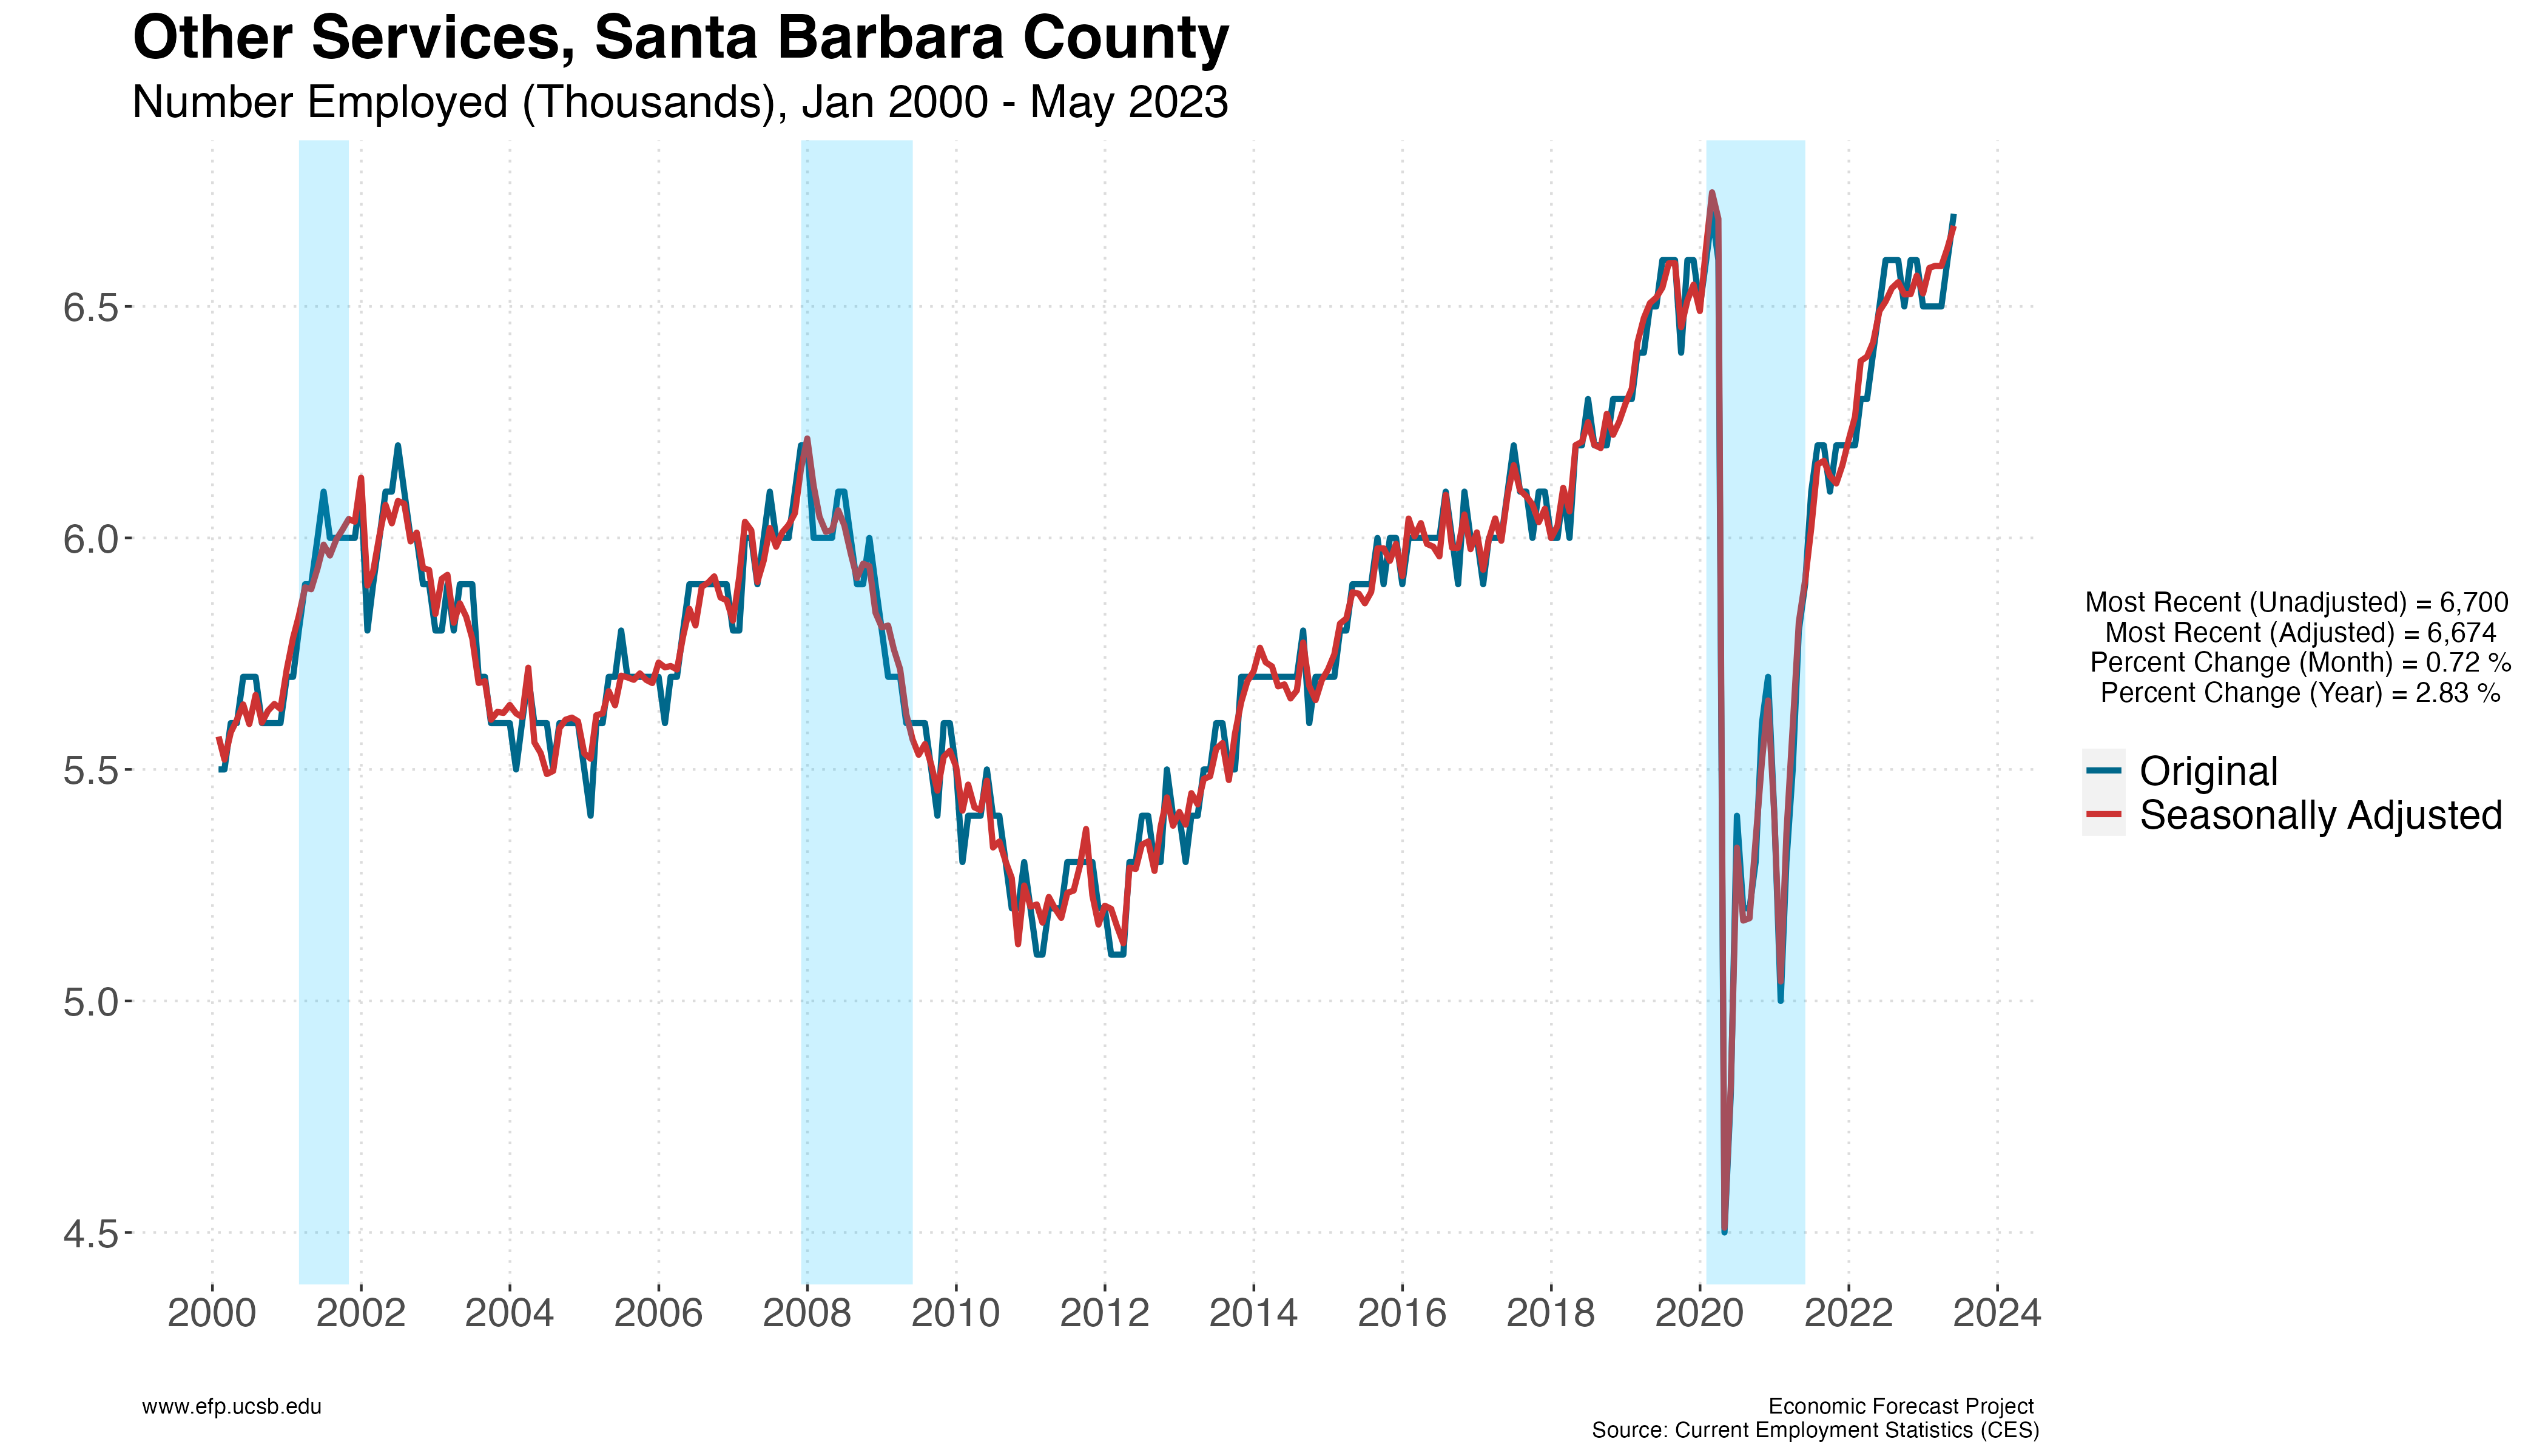 Other Services, Santa Barbara County
Number Employed (Thousands), Jan 2000 - May 2023
6.5
6.0
5.5
5.0
4.5
2000 2002 2004 2006 2008 2010 2012 2014 2016 2018 2020 2022 2024
Most Recent (Unadjusted) = 6,700
Most Recent (Adjusted) = 6,674
Percent Change (Month) = 0.72 %
Percent Change (Year) = 2.83 %
Original
Seasonally Adjusted
www.efp.ucsb.edu
Economic Forecast Project
Source: Current Employment Statistics (CES)